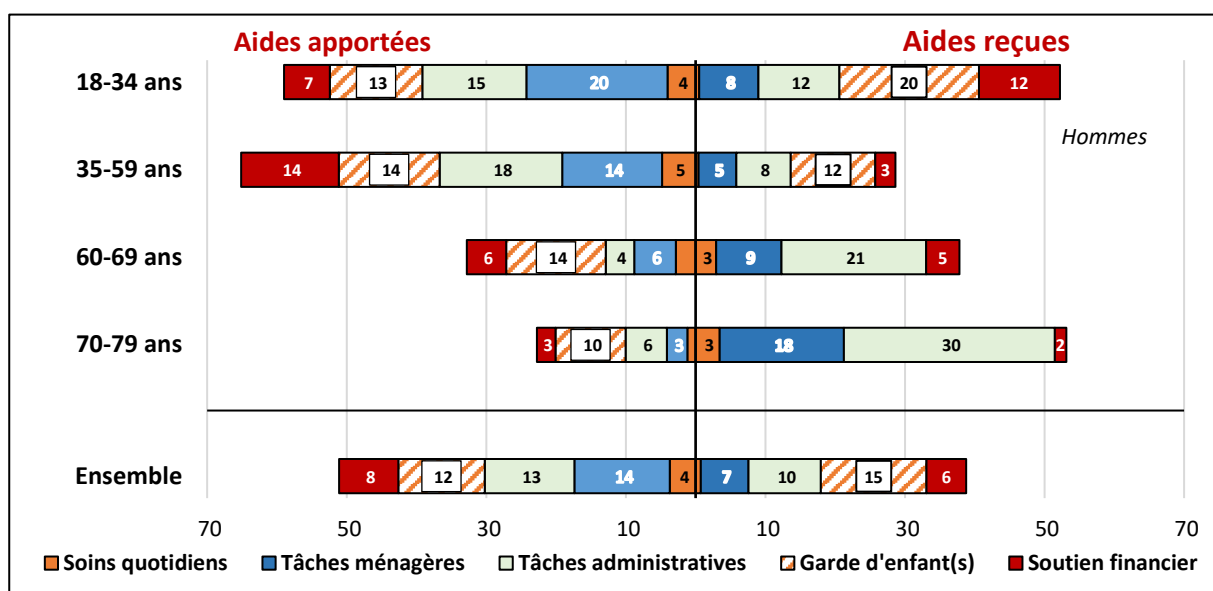 Aides apportées Aides reçues
18-34 ans 7 13 15 20 4 8 12 20 12
Hommes
35-59 ans 14 14 18 14 5 5 8 12 3
60-69 ans 6 14 4 6 3 9 21 5
70-79 ans 3 10 6 3 3 18 30 2
Ensemble 8 12 13 14 4 7 10 15 6
70 50 30 10 10 30 50 70
Soins quotidiens Tâches ménagères Tâches administratives Garde d'enfant(s) Soutien financier